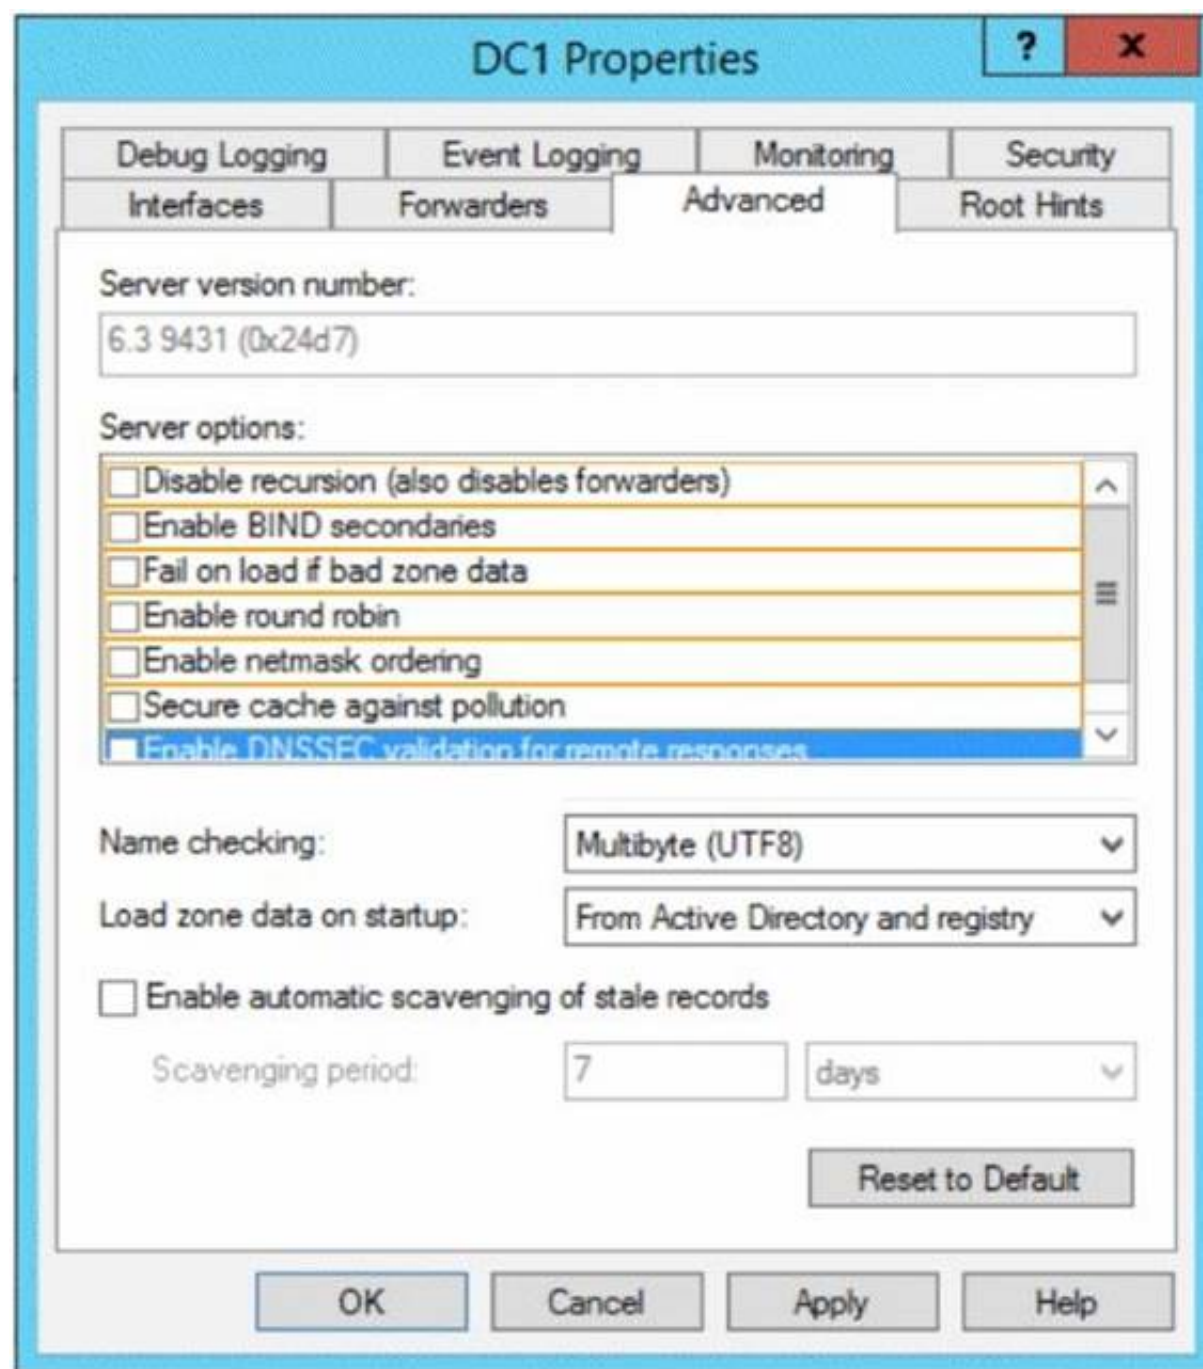 DC1 Properties
?
x
Debug Logging
Event Logging
Monitoring
Security
Interfaces
Forwarders
Advanced
Root Hints
Server version number:
6.3 9431 (0x24d7)
Server options:
Disable recursion (also disables forwarders)
Enable BIND secondaries
Fail on load if bad zone data
Enable round robin
Enable netmask ordering
Secure cache against pollution
Enable DNSSEC validation for remote responses
Name checking:
Multibyte (UTF8)
Load zone data on startup:
From Active Directory and registry
Enable automatic scavenging of stale records
Scavenging period:
7
days
Reset to Default
OK
Cancel
Apply
Help